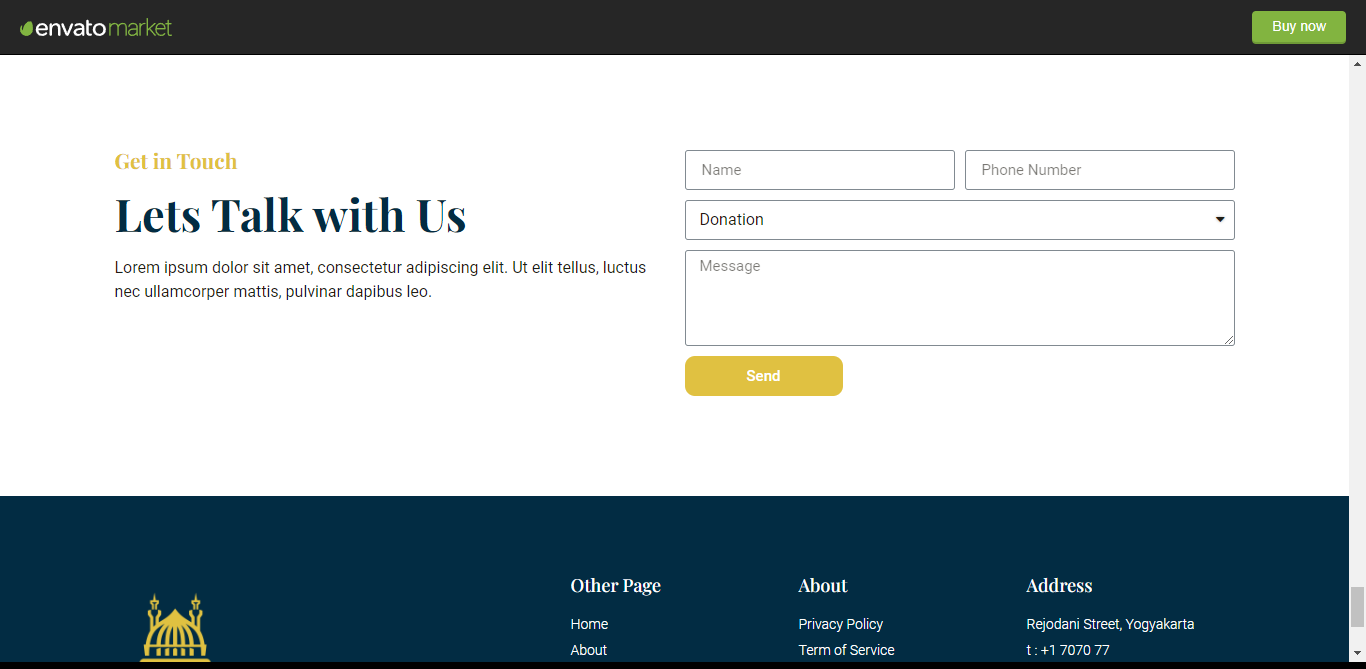 envato market
Buy now
Get in Touch
Lets Talk with Us
Lorem ipsum dolor sit amet, consectetur adipiscing elit. Ut elit tellus, luctus
nec ullamcorper mattis, pulvinar dapibus leo.
Name
Phone Number
Donation
Message
Send
Other Page
Home
About
About
Privacy Policy
Term of Service
Address
Rejodani Street, Yogyakarta
t : +1 7070 77